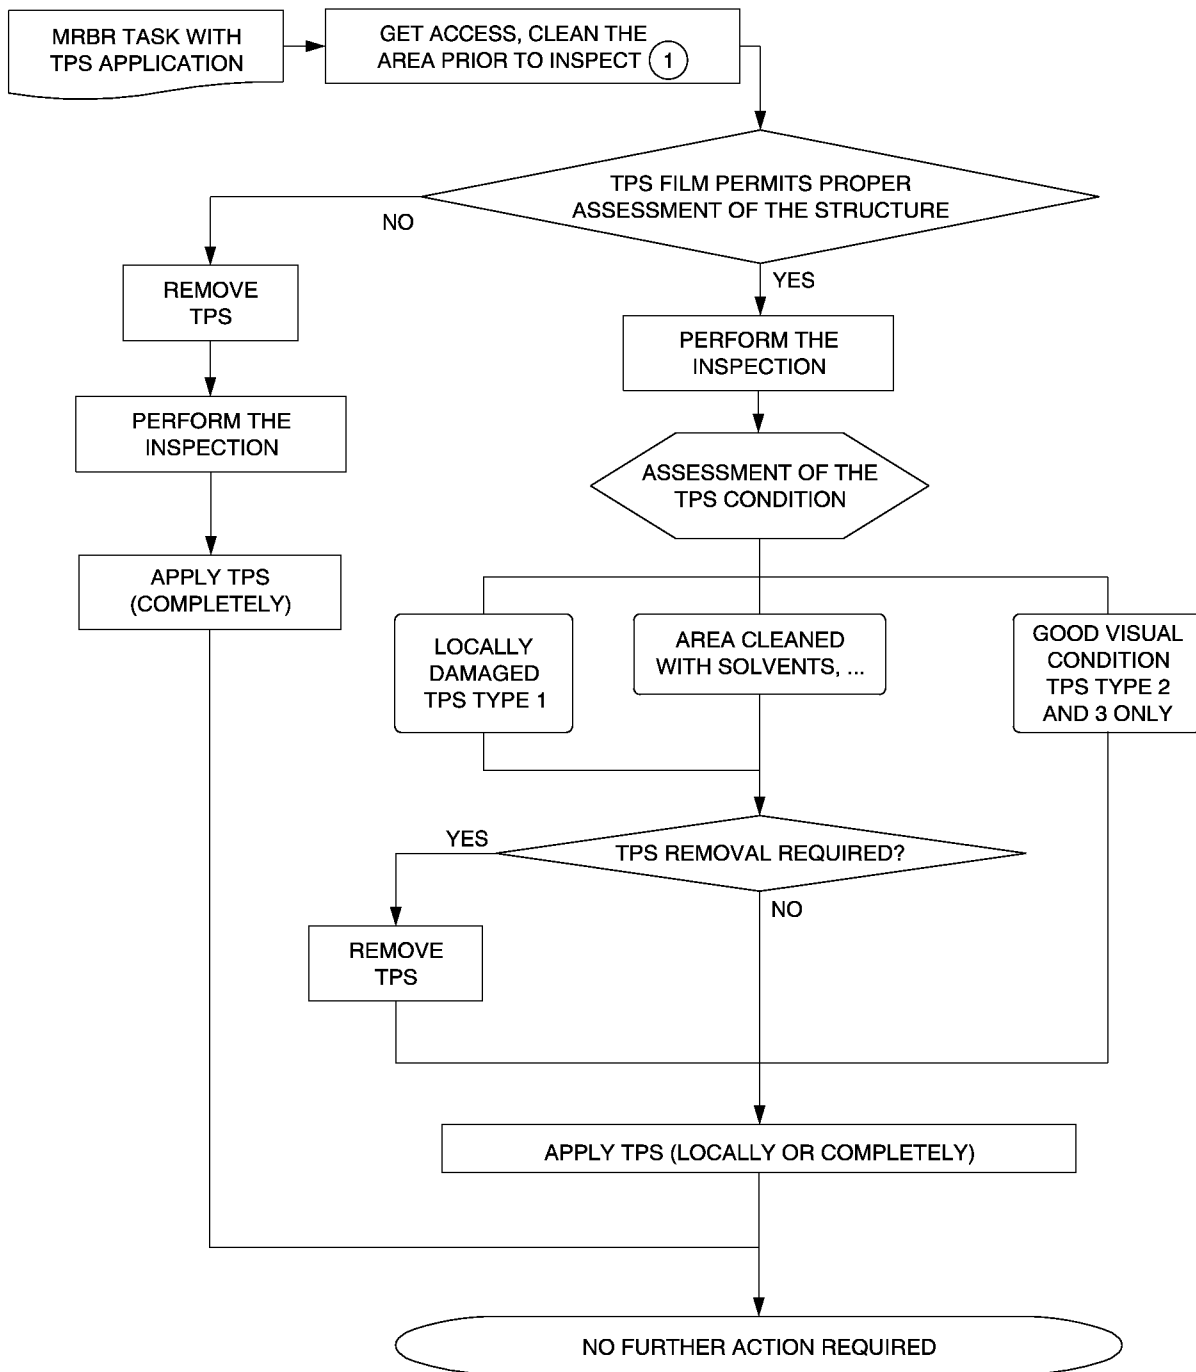 MRBR TASK WITH
TPS APPLICATION
GET ACCESS, CLEAN THE
AREA PRIOR TO INSPECT 1
TPS FILM PERMITS PROPER
ASSESSMENT OF THE STRUCTURE
NO
YES
REMOVE
TPS
PERFORM THE
INSPECTION
PERFORM THE
INSPECTION
ASSESSMENT OF THE
TPS CONDITION
APPLY TPS
(COMPLETELY)
LOCALLY
DAMAGED
TPS TYPE 1
AREA CLEANED
WITH SOLVENTS, ...
GOOD VISUAL
CONDITION
TPS TYPE 2
AND 3 ONLY
YES
TPS REMOVAL REQUIRED?
NO
REMOVE
TPS
APPLY TPS (LOCALLY OR COMPLETELY)
NO FURTHER ACTION REQUIRED